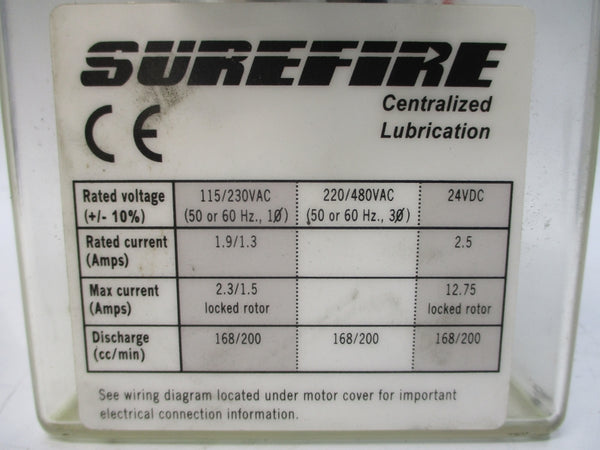 SUREFIRE
CE
Centralized
Lubrication
Rated voltage 115/230VAC 220/480VAC 24VDC
(+/- 10%) (50 or 60 Hz., 1Ø) (50 or 60 Hz., 3Ø)
Rated current 1.9/1.3 2.5
(Amps)
Max current 2.3/1.5 12.75
(Amps) locked rotor locked rotor
Discharge 168/200 168/200 168/200
(cc/min)
See wiring diagram located under motor cover for important
electrical connection information.